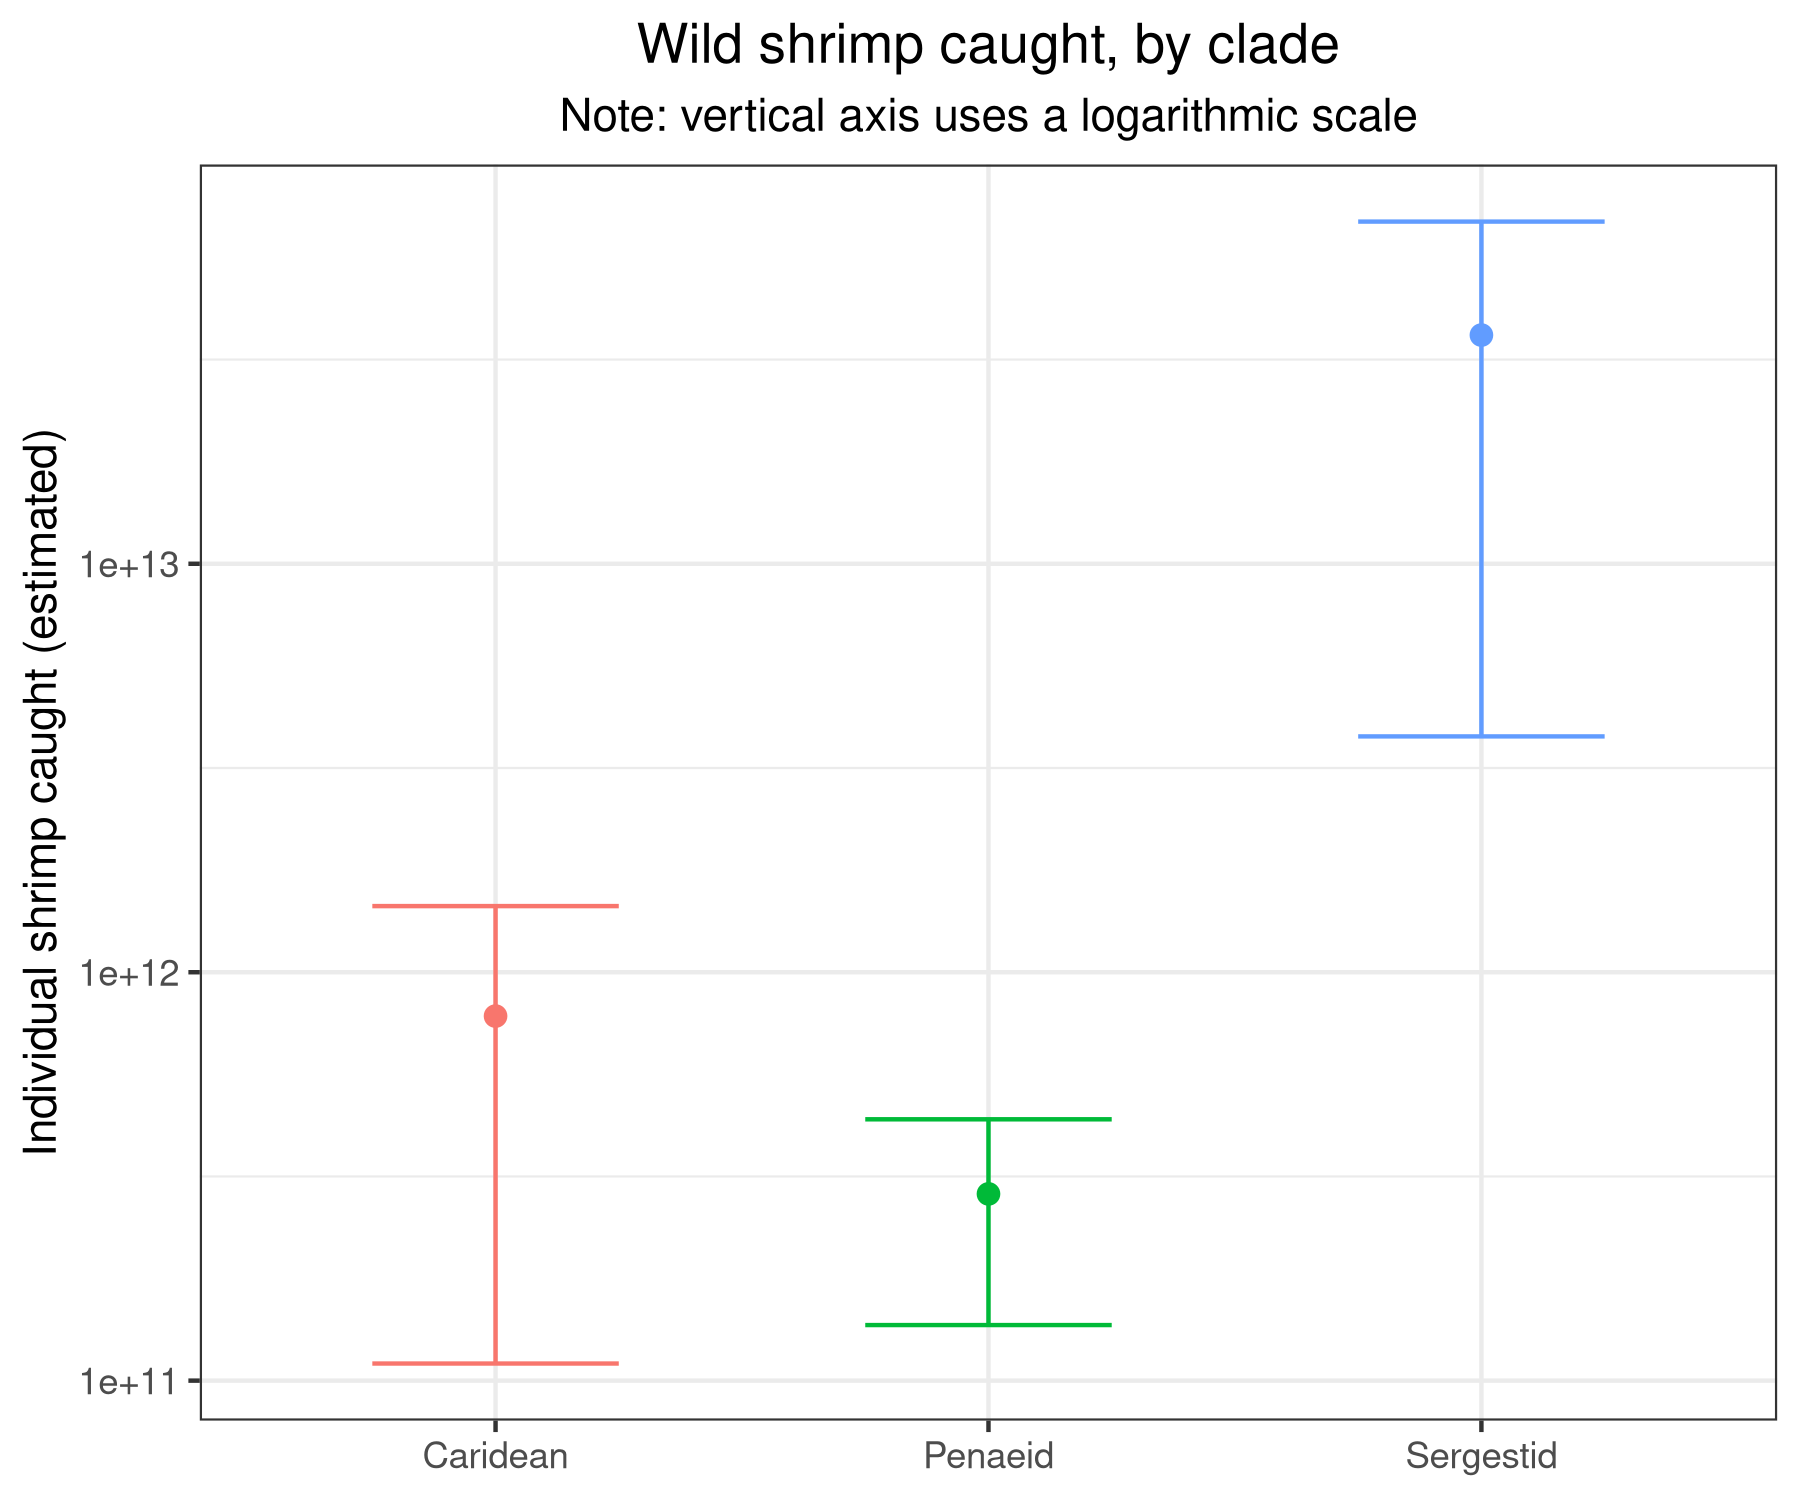 Wild shrimp caught, by clade
Note: vertical axis uses a logarithmic scale
Individual shrimp caught (estimated)
1e+13
1e+12
1e+11
Caridean
Penaeid
Sergestid